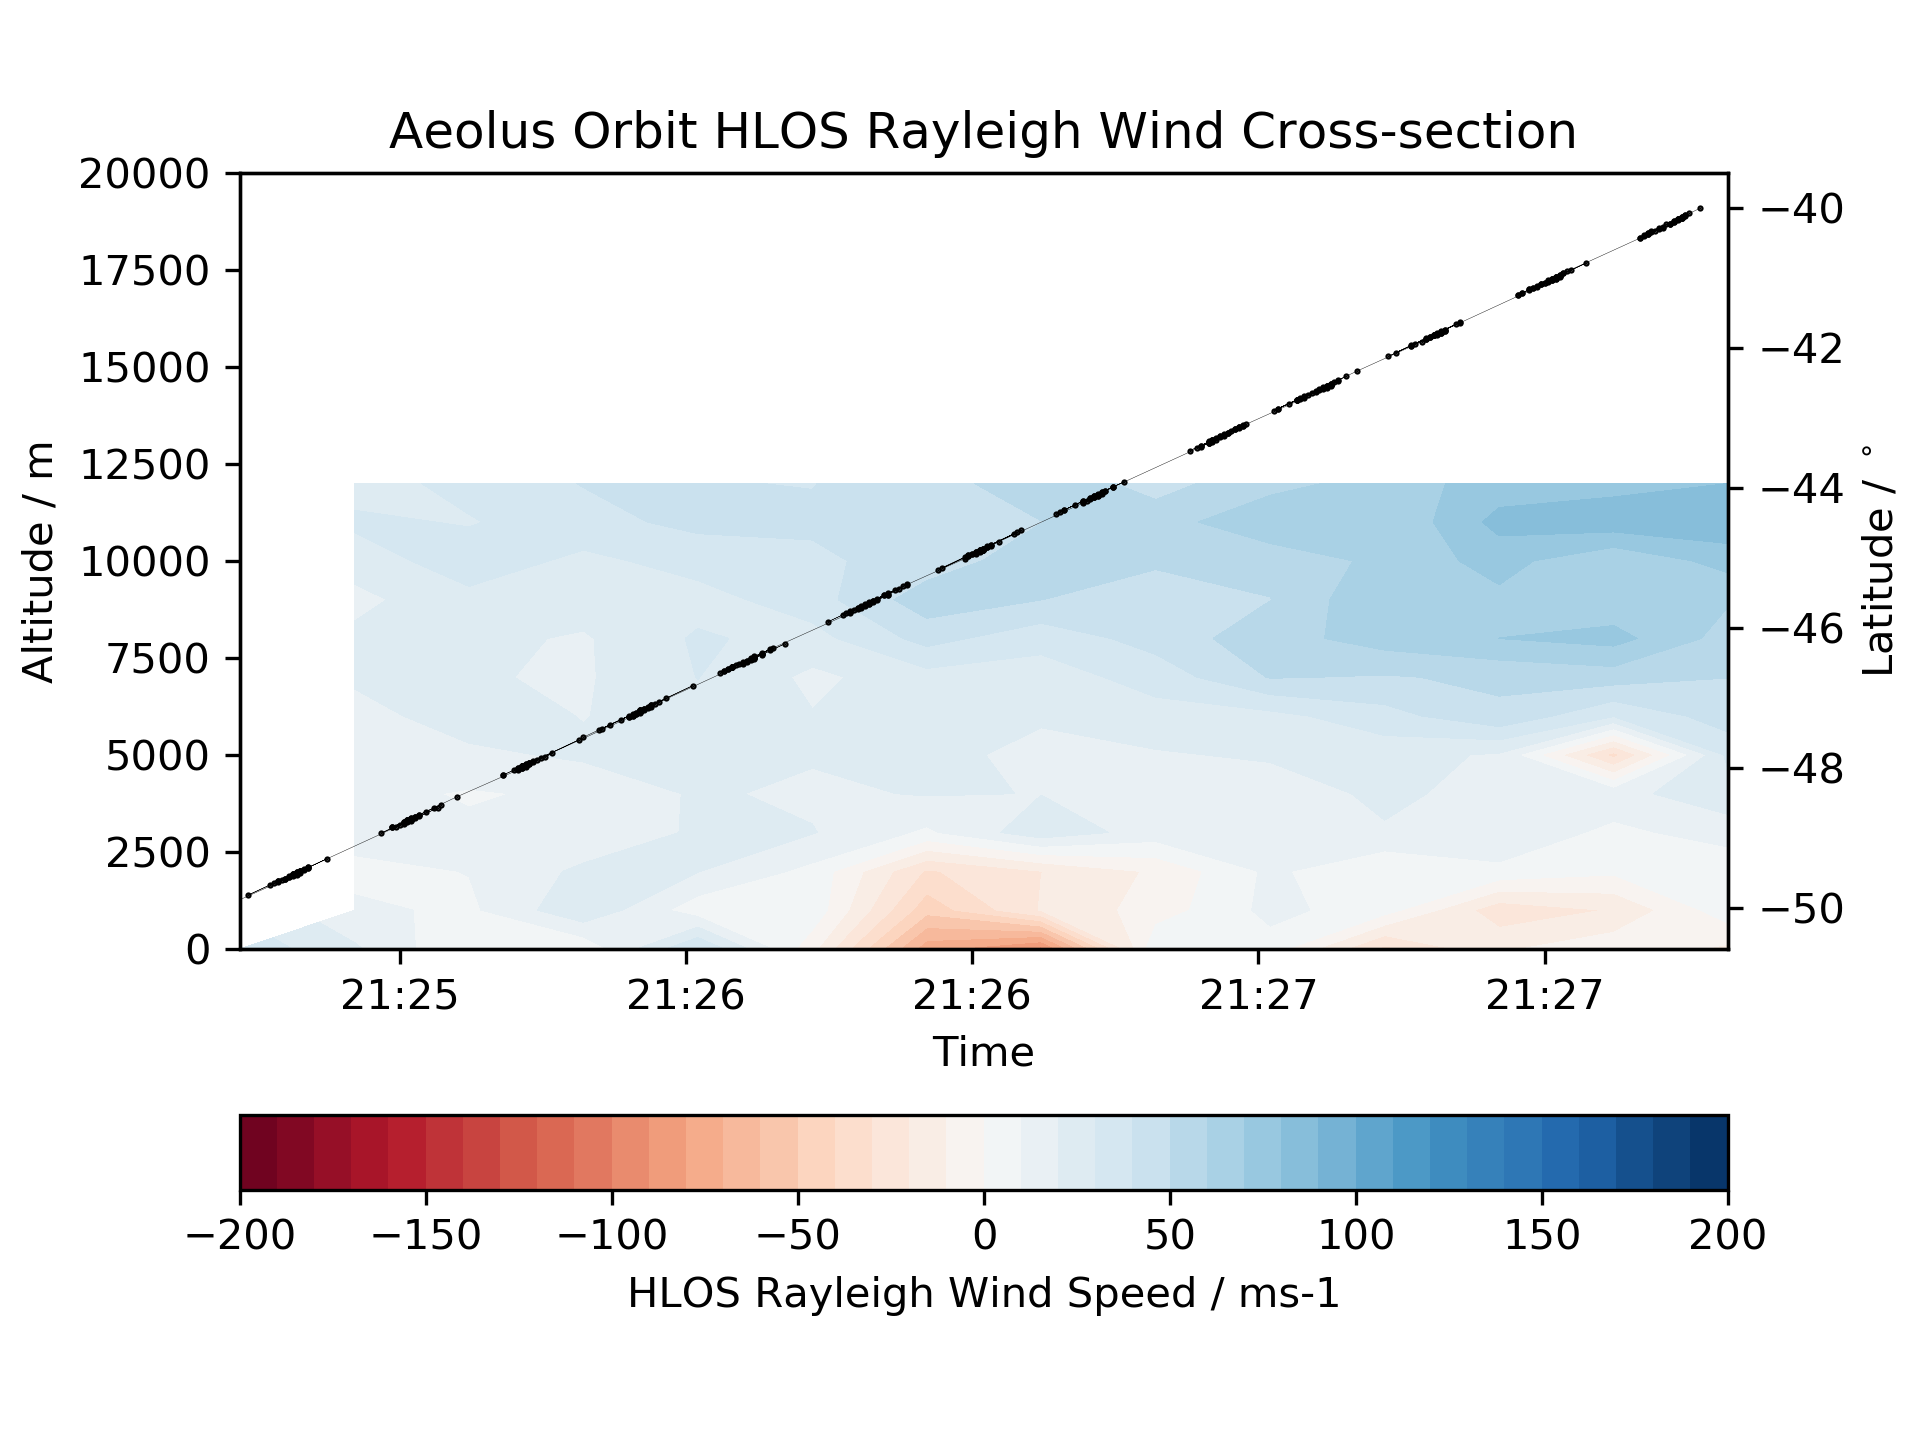 Aeolus Orbit HLOS Rayleigh Wind Cross-section
20000
17500
15000
12500
10000
7500
5000
2500
0
Altitude / m
−40
−42
−44
−46
−48
−50
Latitude / °
21:25 21:26 21:26 21:27 21:27
Time
−200 −150 −100 −50 0 50 100 150 200
HLOS Rayleigh Wind Speed / ms-1